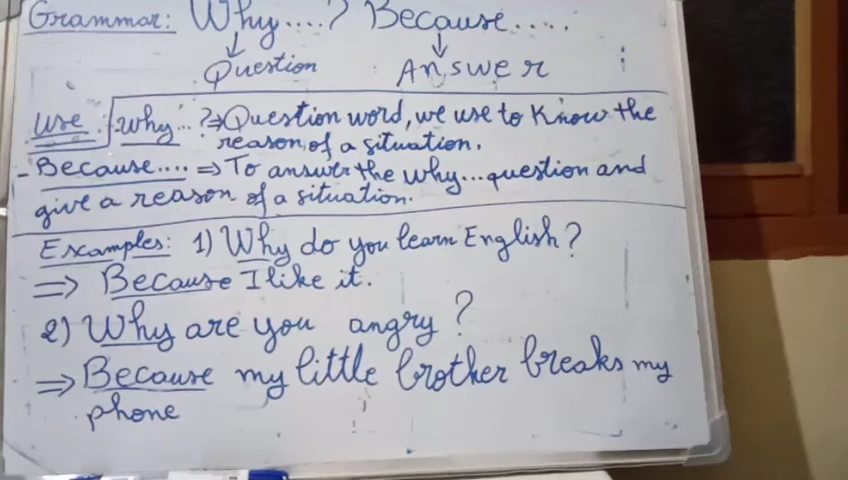 Grammar: Why....? Because.....
Question Answer
Use : - Why...? ⇒ Question word, we use to know the
reason of a situation.
- Because.... ⇒ To answer the why...question and
give a reason of a situation.
Excamples: 1) Why do you learn English?
⇒ Because I like it.
2) Why are you angry?
⇒ Because my little brother breaks my
phone